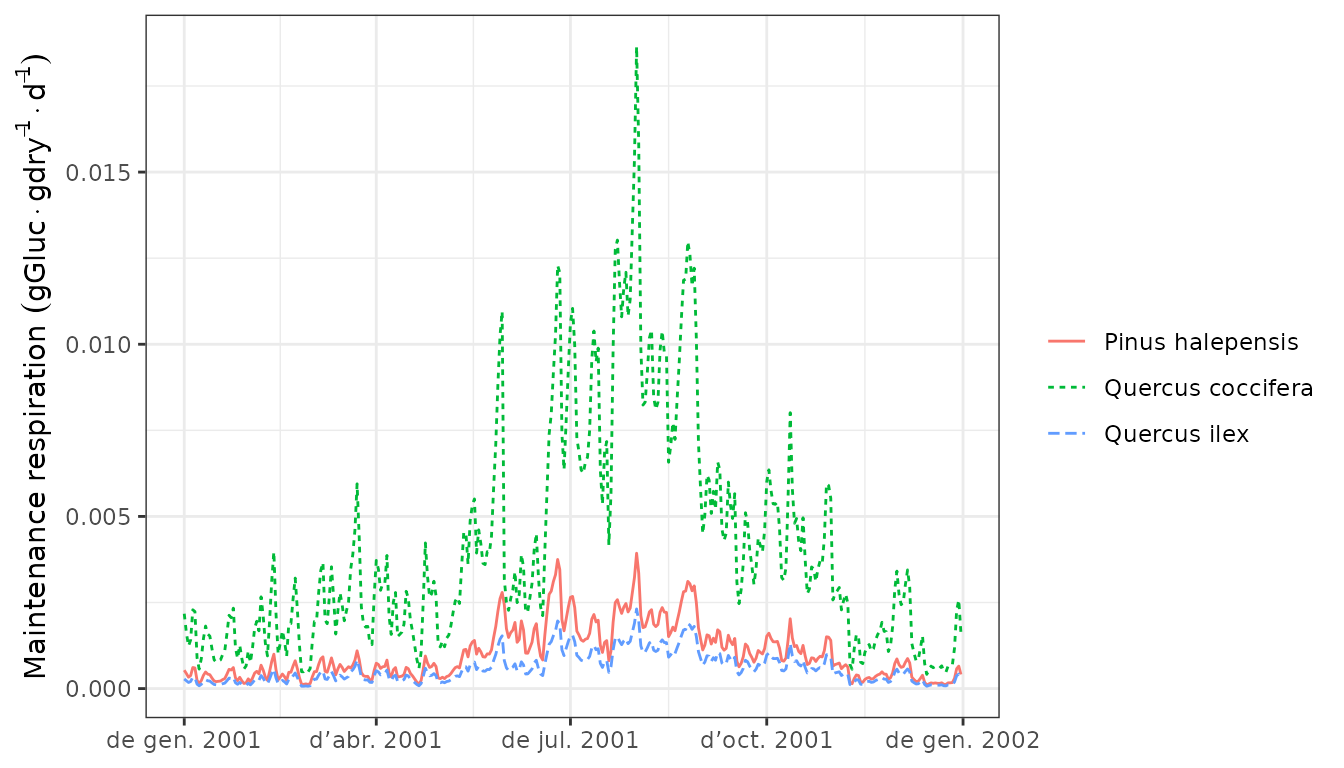 Maintenance respiration (gGluc · gdry⁻¹ · d⁻¹)
0.015
0.010
0.005
0.000
de gen. 2001
d’abr. 2001
de jul. 2001
d’oct. 2001
de gen. 2002
Pinus halepensis
Quercus coccifera
Quercus ilex